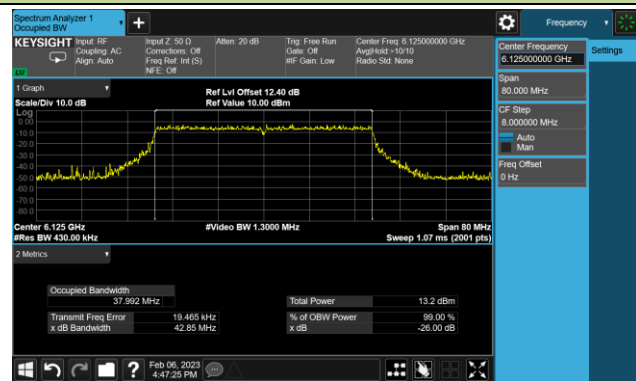 Spectrum Analyzer 1
Occupied BW
Frequency
KEYSIGHT
Input: RF
Coupling: AC
Align: Auto
Input Z: 50 Ω
Corrections: Off
Freq Ref: Int (S)
NFE: Off
Atten: 20 dB
Trig: Free Run
Gate: Off
#IF Gain: Low
Center Freq: 6.125000000 GHz
Avg|Hold:>10/10
Radio Std: None
Center Frequency
6.125000000 GHz
Settings
Span
80.000 MHz
CF Step
8.000000 MHz
Auto
Man
Freq Offset
0 Hz
1 Graph
Scale/Div 10.0 dB
Ref Lvl Offset 12.40 dB
Ref Value 10.00 dBm
Log
0.00
-10.0
-20.0
-30.0
-40.0
-50.0
-60.0
-70.0
-80.0
Center 6.125 GHz
#Res BW 430.00 kHz
#Video BW 1.3000 MHz
Span 80 MHz
Sweep 1.07 ms (2001 pts)
2 Metrics
Occupied Bandwidth
37.992 MHz
Total Power 13.2 dBm
Transmit Freq Error 19.465 kHz
% of OBW Power 99.00 %
x dB Bandwidth 42.85 MHz
x dB -26.00 dB
Feb 06, 2023
4:47:25 PM